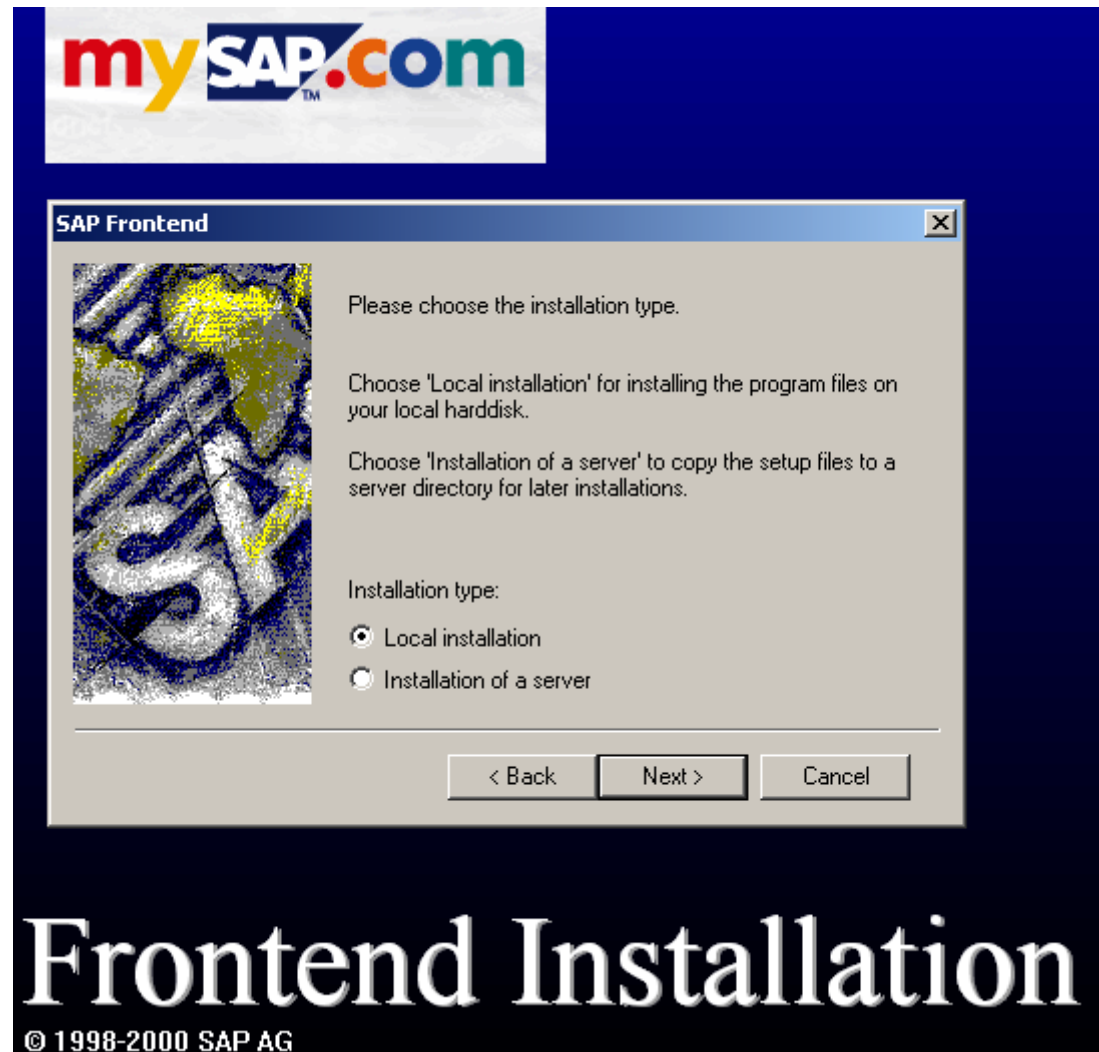 mySAP.com
TM
SAP Frontend
Please choose the installation type.
Choose 'Local installation' for installing the program files on
your local harddisk.
Choose 'Installation of a server' to copy the setup files to a
server directory for later installations.
Installation type:
Local installation
Installation of a server
< Back Next > Cancel
Frontend Installation
© 1998-2000 SAP AG